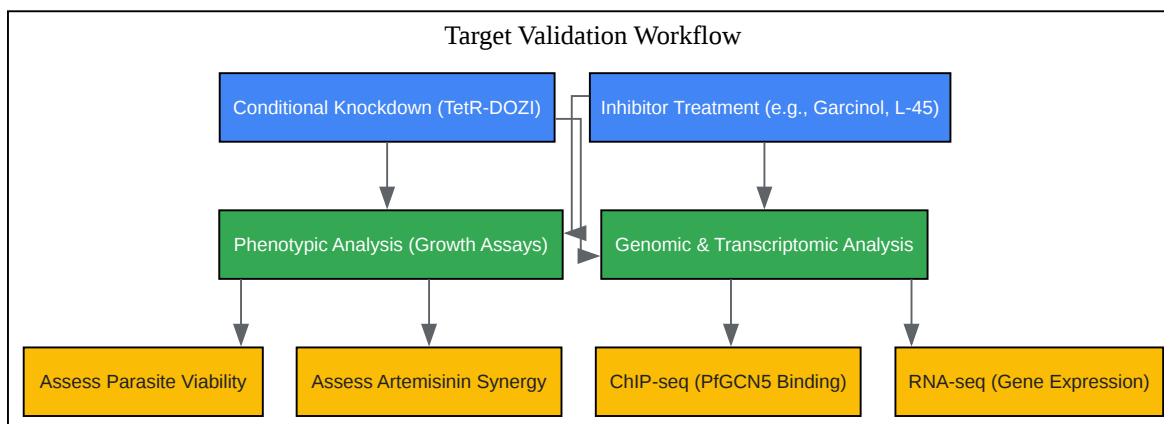 Target Validation Workflow
Conditional Knockdown (TetR-DOZI)
Inhibitor Treatment (e.g., Garcinol, L-45)
Phenotypic Analysis (Growth Assays)
Genomic & Transcriptomic Analysis
Assess Parasite Viability
Assess Artemisinin Synergy
ChIP-seq (PfGCN5 Binding)
RNA-seq (Gene Expression)